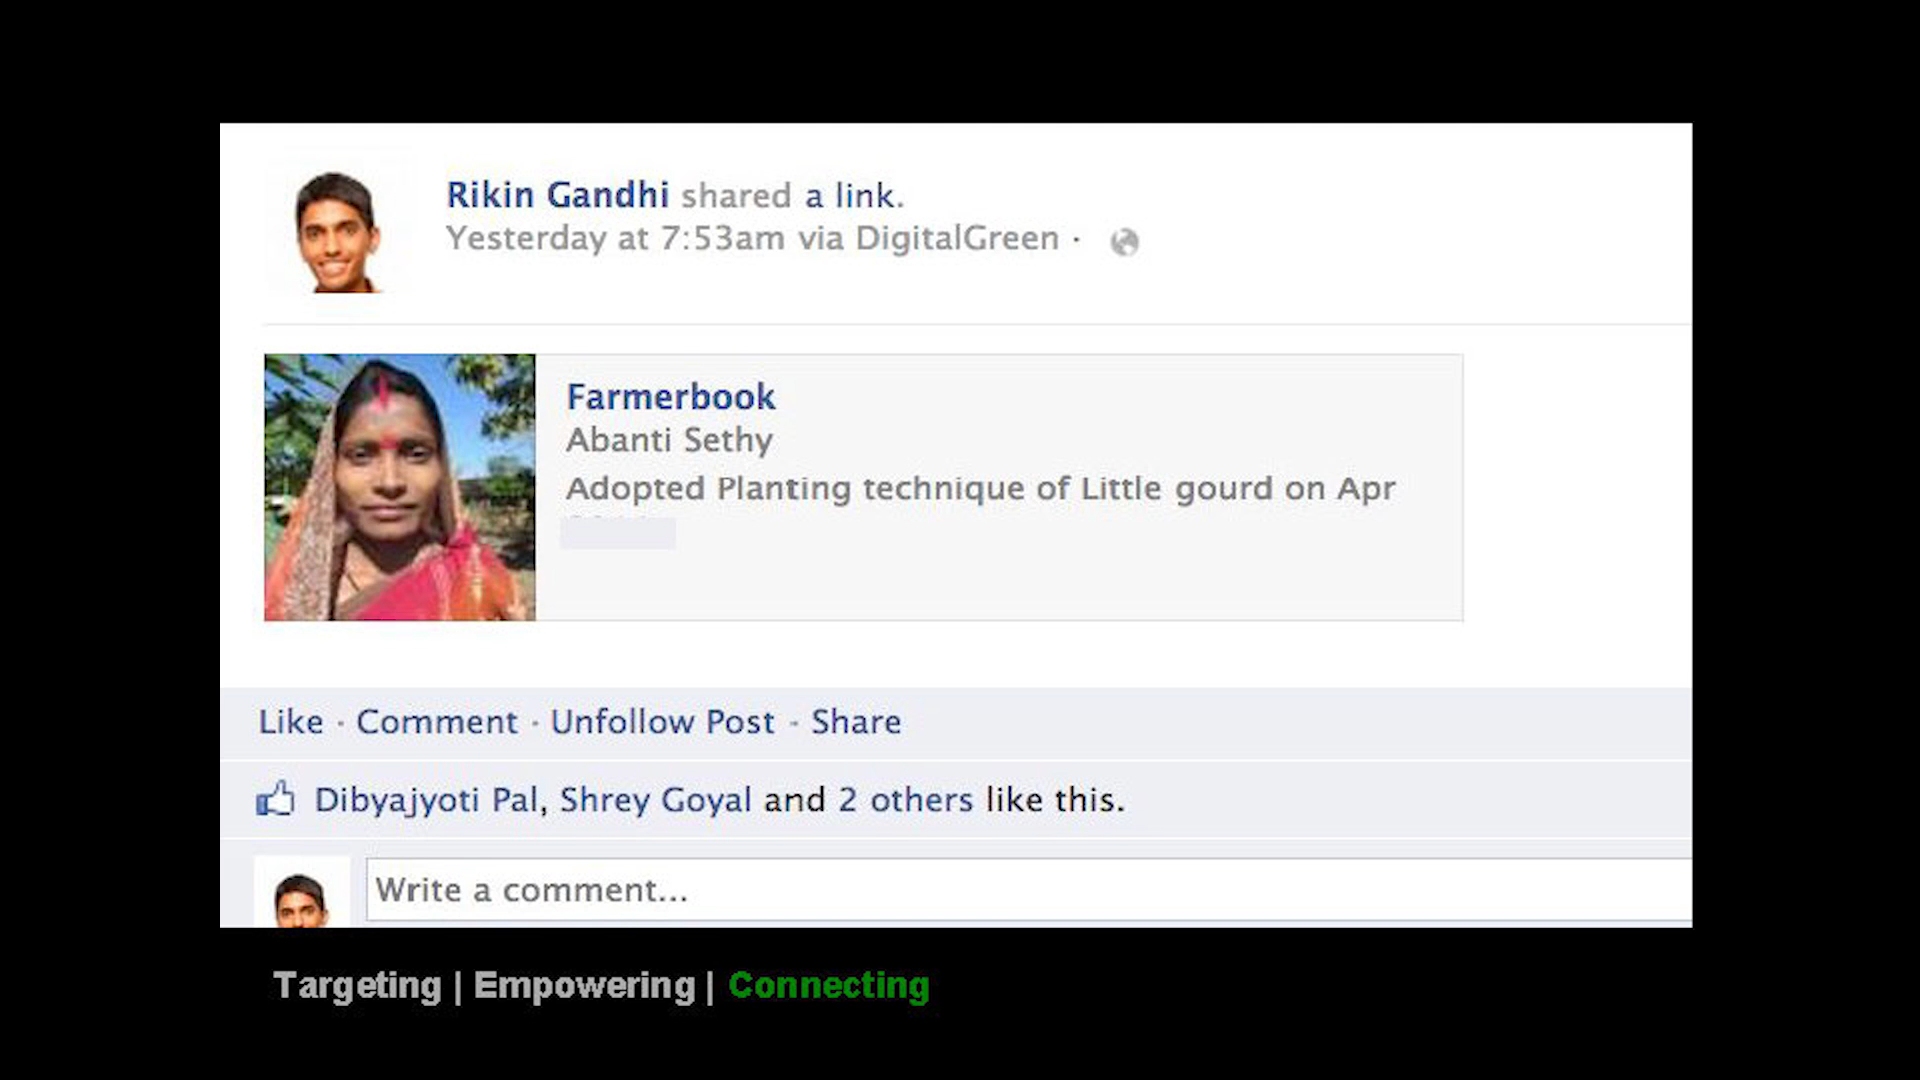 Rikin Gandhi shared a link.
Yesterday at 7:53am via DigitalGreen ·
Farmerbook
Abanti Sethy
Adopted Planting technique of Little gourd on Apr
Like · Comment · Unfollow Post · Share
Dibyajyoti Pal, Shrey Goyal and 2 others like this.
Write a comment...
Targeting | Empowering | Connecting